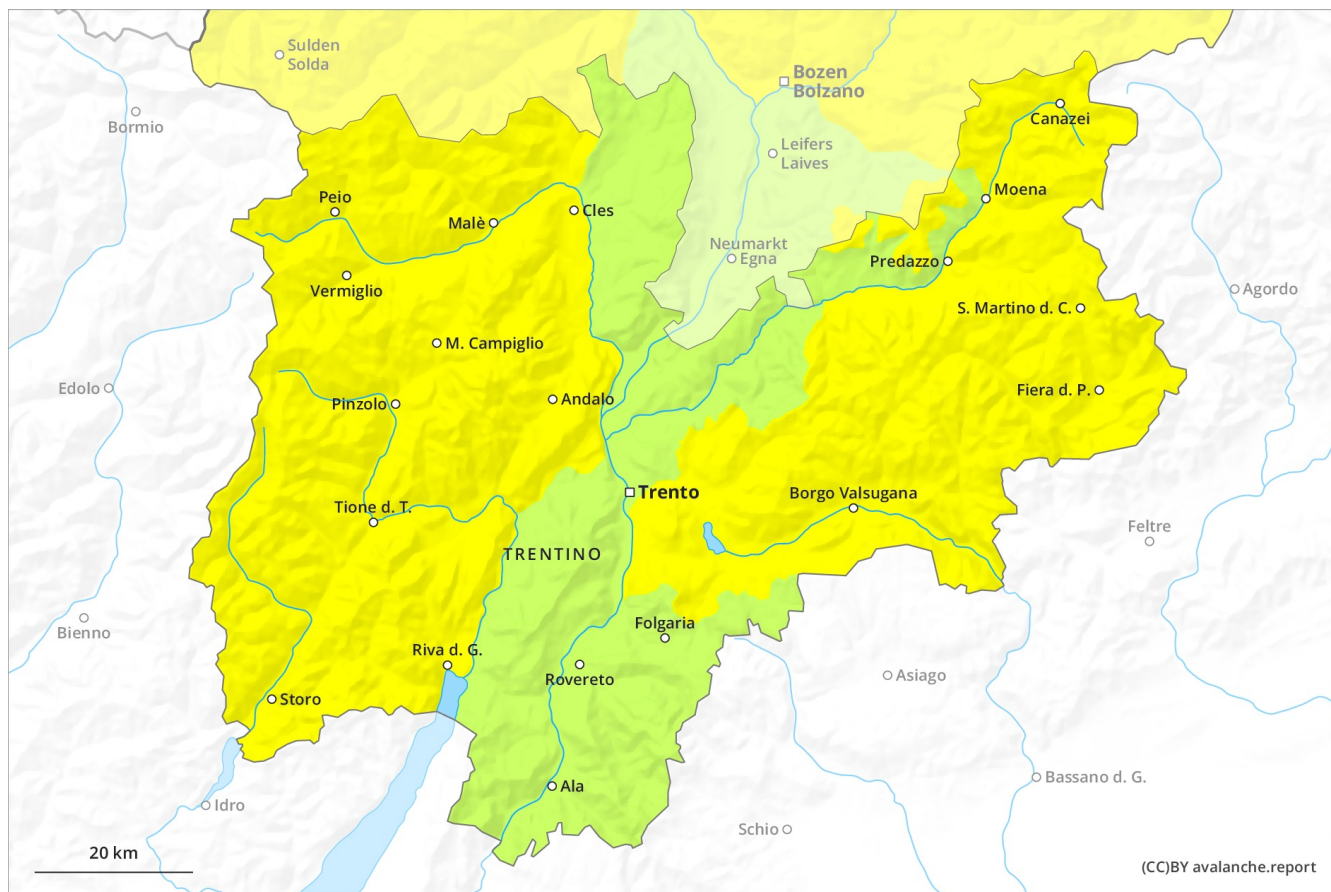 Sulden
Solda
Bozen
Bolzano
Bormio
Canazei
Leifers
Laives
Peio
Moena
Malè
Cles
Neumarkt
Egna
Predazzo
Vermiglio
Agordo
S. Martino d. C.
M. Campiglio
Edolo
Fiera d. P.
Andalo
Pinzolo
Trento
Borgo Valsugana
Tione d. T.
Feltre
TRENTINO
Bienno
Folgaria
Riva d. G.
Rovereto
Asiago
Storo
Bassano d. G.
Ala
Idro
Schio
20 km
(CC)BY avalanche.report